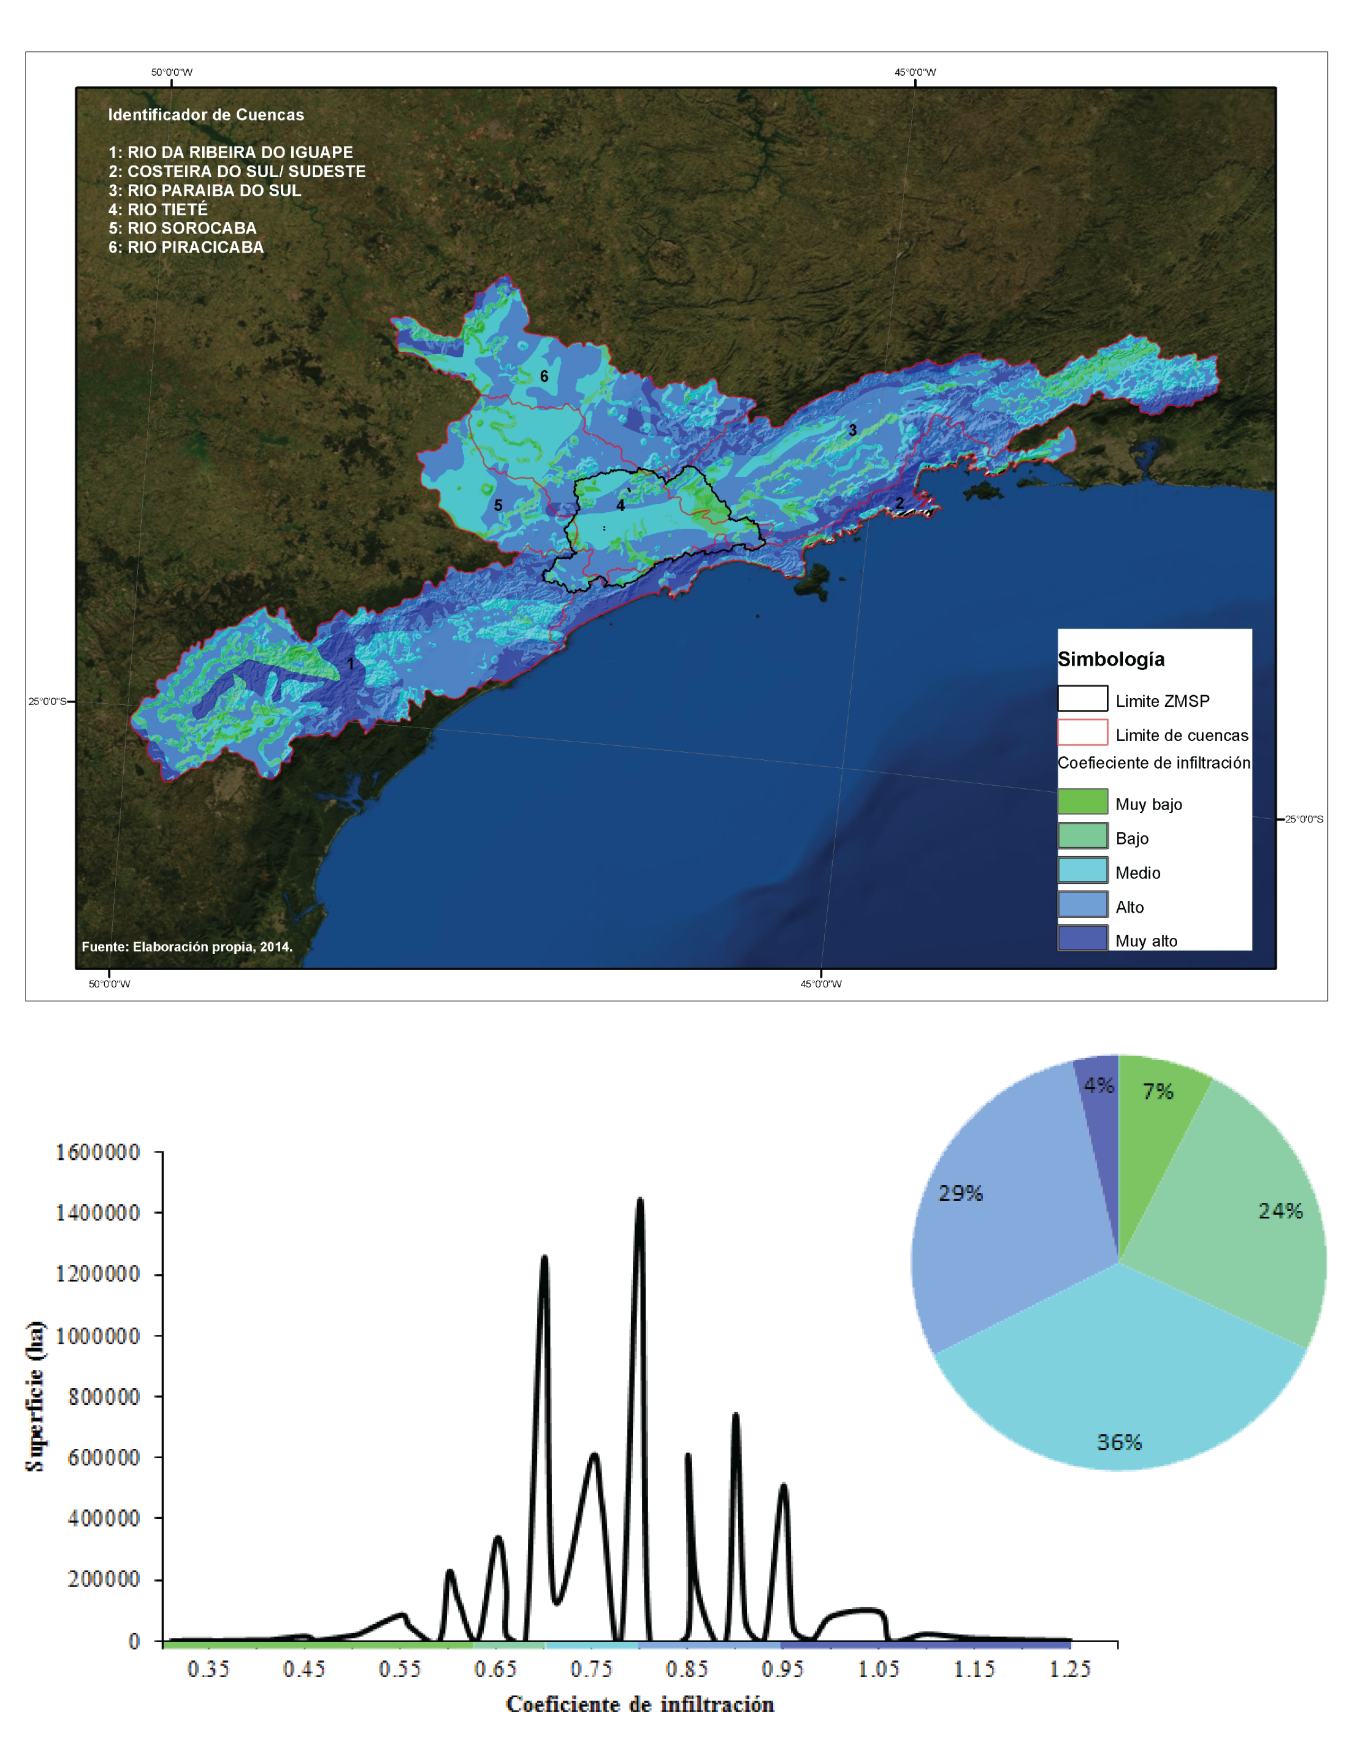 50°0'0"W
45°0'0"W
Identificador de Cuencas
1: RIO DA RIBEIRA DO IGUAPE
2: COSTEIRA DO SUL/ SUDESTE
3: RIO PARAIBA DO SUL
4: RIO TIETÉ
5: RIO SOROCABA
6: RIO PIRACICABA
6
3
5
4
2
1
25°0'0"S
Simbología
Limite ZMSP
Limite de cuencas
Coefieciente de infiltración
Muy bajo
Bajo
Medio
Alto
Muy alto
25°0'0"S
Fuente: Elaboración propia, 2014.
50°0'0"W
45°0'0"W
4%
7%
29%
24%
36%
1600000
1400000
1200000
1000000
800000
600000
400000
200000
0
Superficie (ha)
0.35 0.45 0.55 0.65 0.75 0.85 0.95 1.05 1.15 1.25
Coeficiente de infiltración